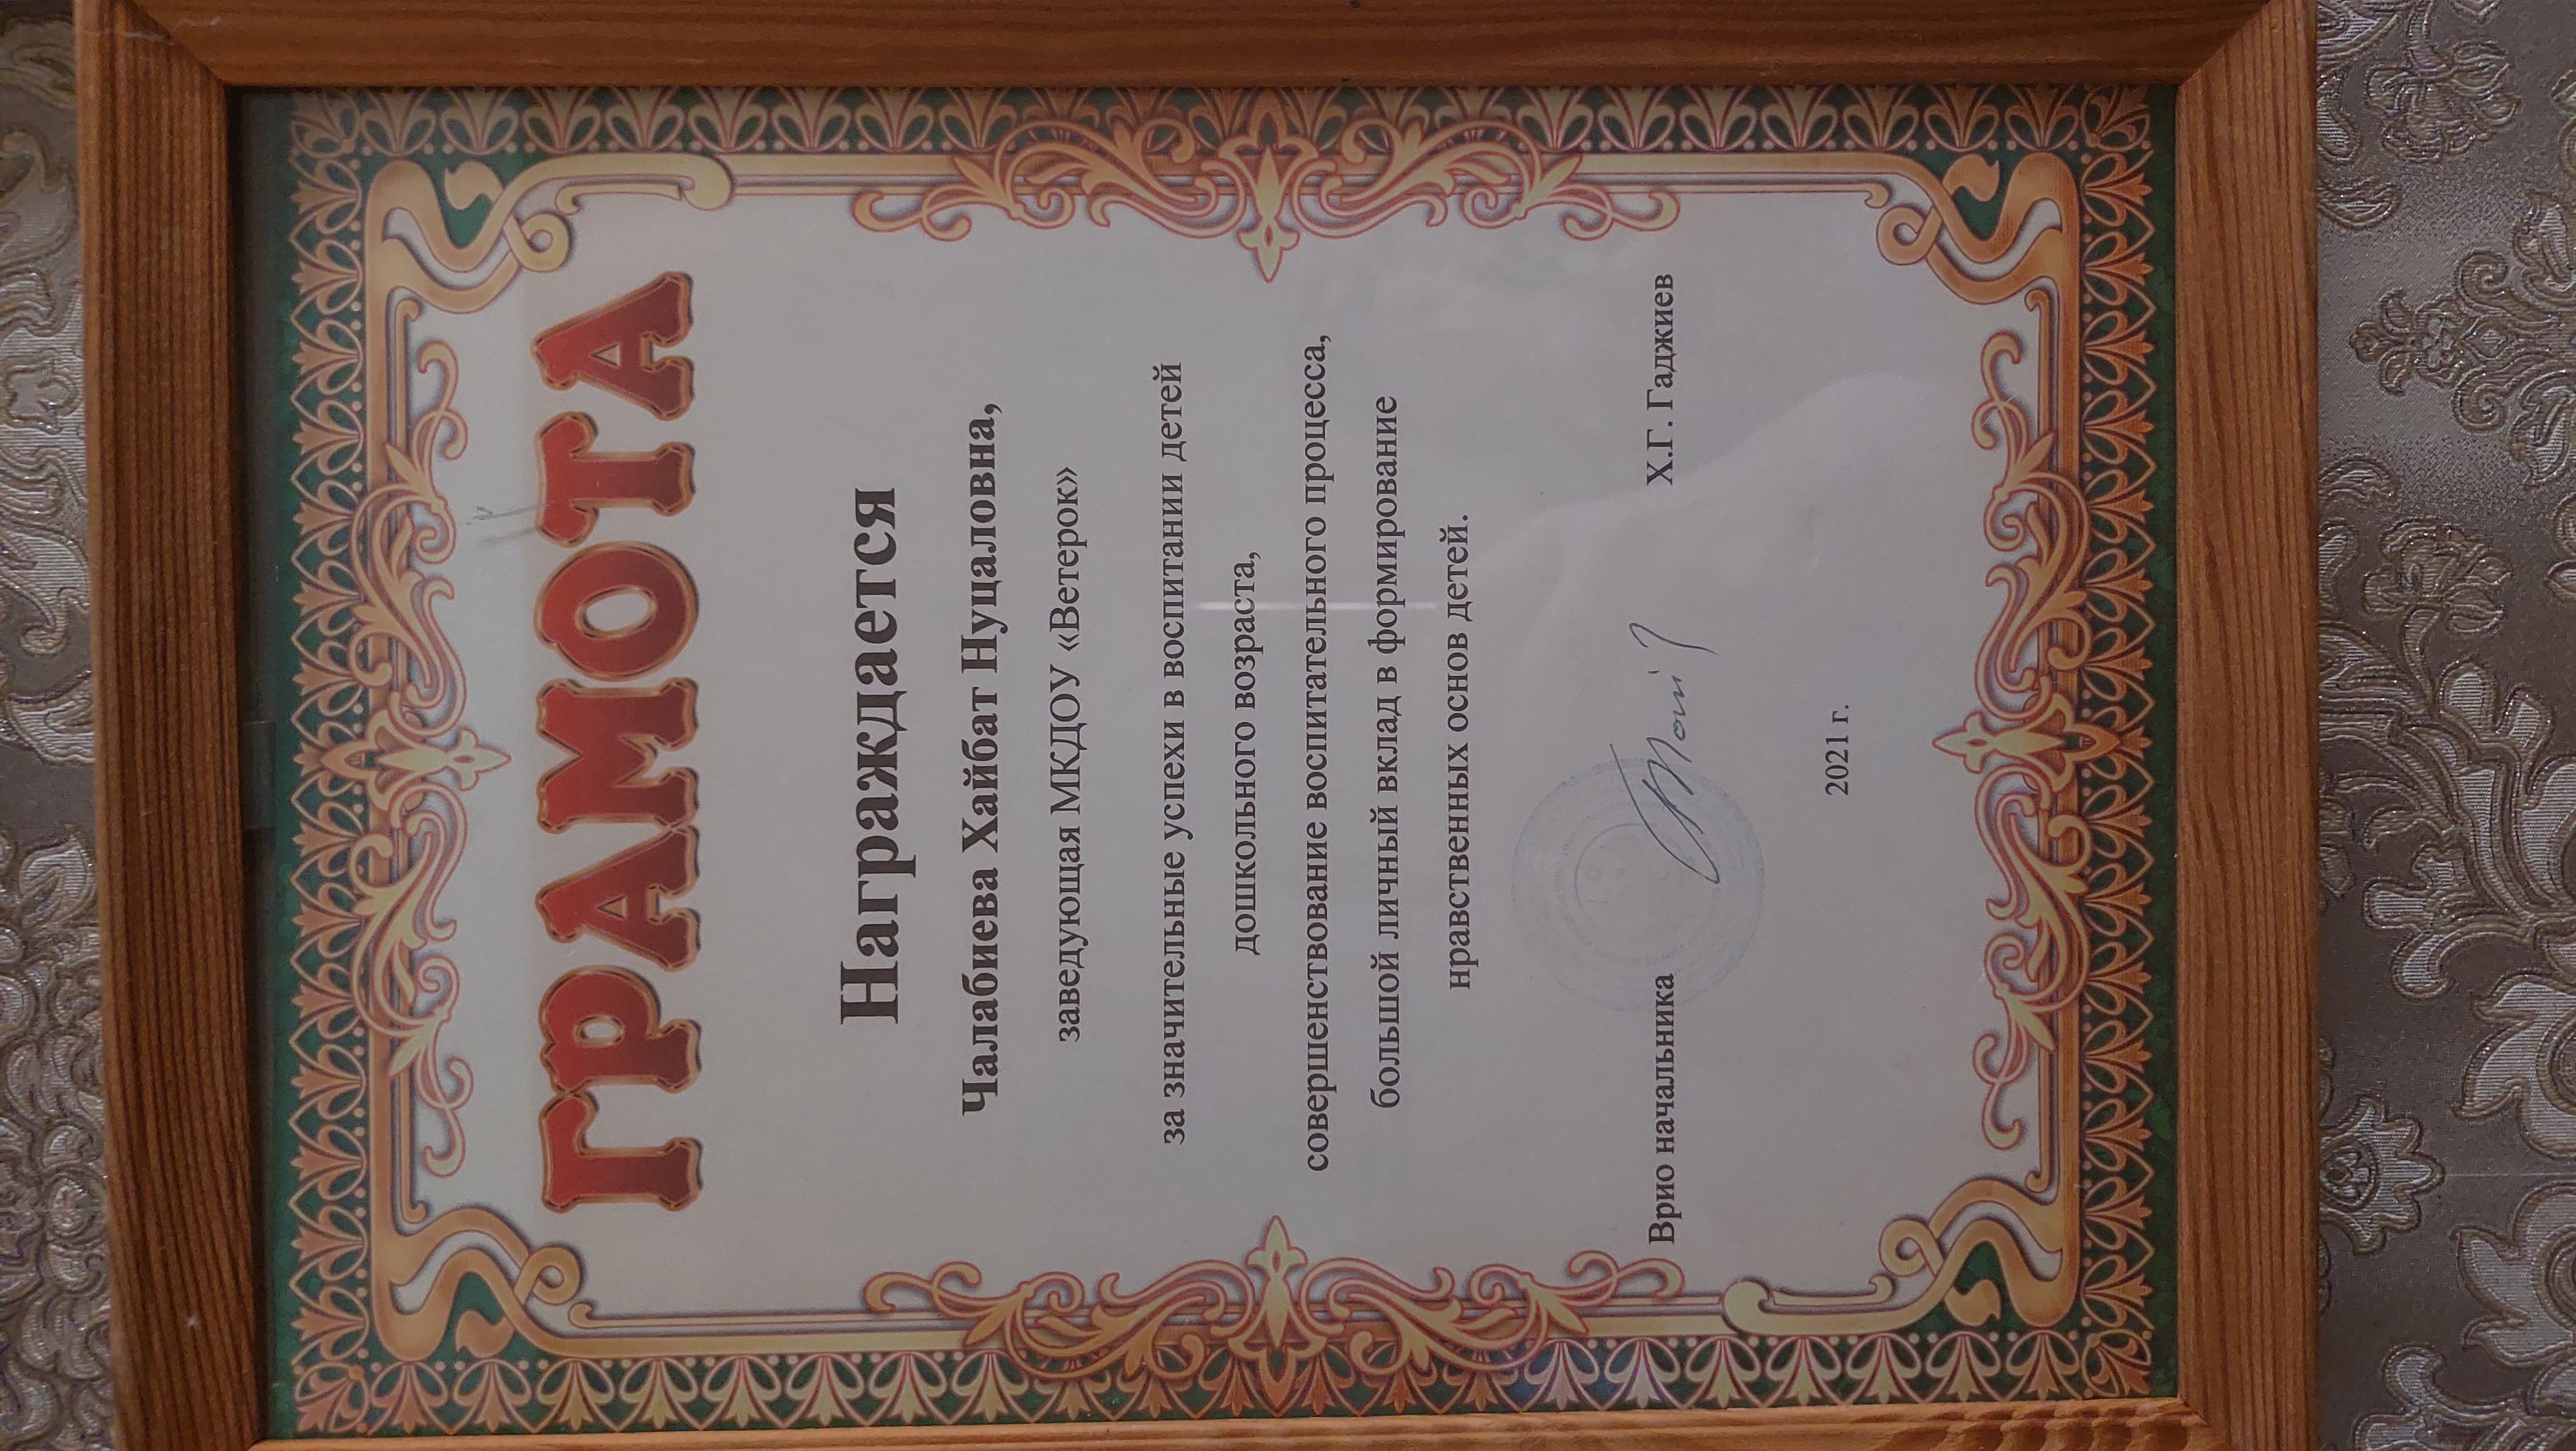 ГРАМОТА
Награждается
Чалабиева Хайбат Нуцаловна,
заведующая МКДОУ «Ветерок»
за значительные успехи в воспитании детей
дошкольного возраста,
совершенствование воспитательного процесса,
большой личный вклад в формирование
нравственных основ детей.
Врио начальника Х.Г. Гаджиев
2021 г.